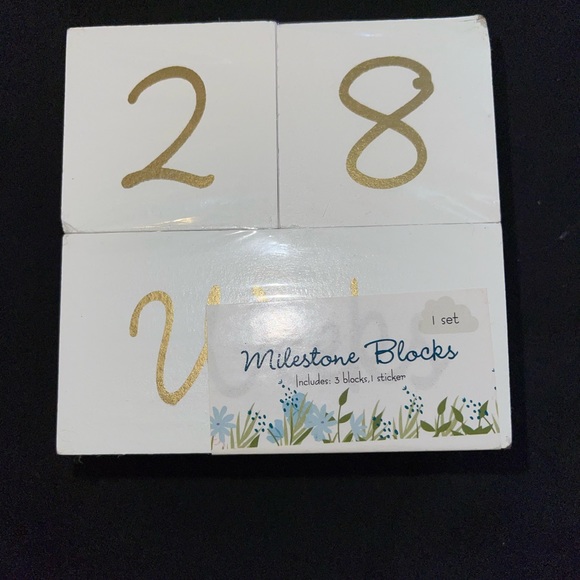 2 8
1 set
Milestone Blocks
Includes: 3 blocks, 1 sticker